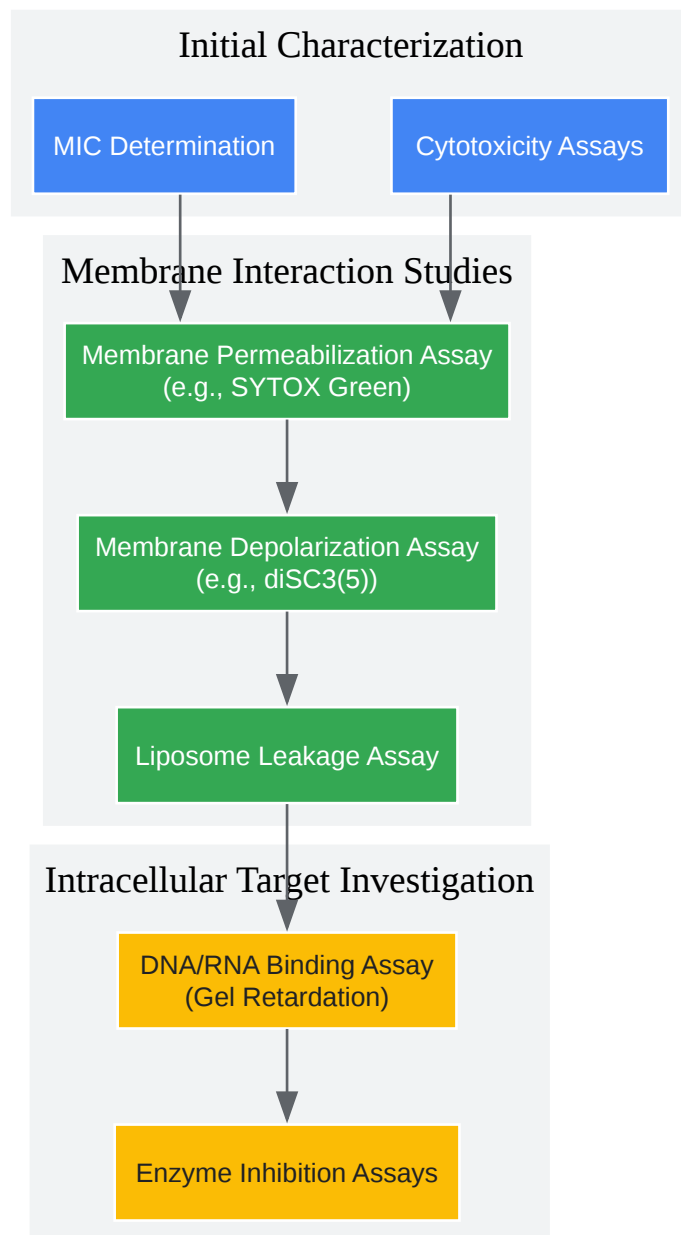 Initial Characterization
MIC Determination
Cytotoxicity Assays
Membrane Interaction Studies
Membrane Permeabilization Assay
(e.g., SYTOX Green)
Membrane Depolarization Assay
(e.g., diSC3(5))
Liposome Leakage Assay
Intracellular Target Investigation
DNA/RNA Binding Assay
(Gel Retardation)
Enzyme Inhibition Assays